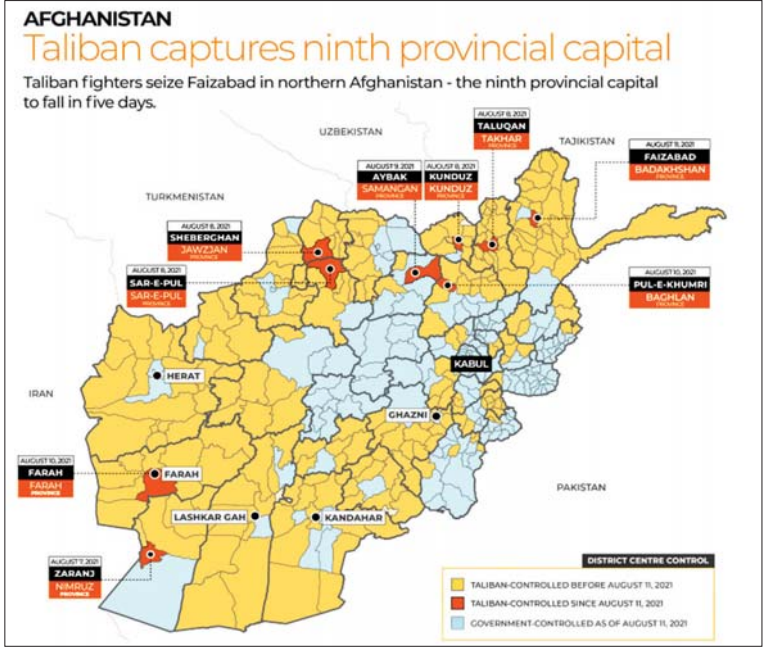 AFGHANISTAN
Taliban captures ninth provincial capital
Taliban fighters seize Faizabad in northern Afghanistan - the ninth provincial capital
to fall in five days.
UZBEKISTAN
AUGUST 8, 2021
TALUQAN
TAKHAR
PROVINCE
TAJIKISTAN
AUGUST 11, 2021
FAIZABAD
BADAKHSHAN
PROVINCE
AUGUST 9, 2021
AYBAK
SAMANGAN
PROVINCE
AUGUST 8, 2021
KUNDUZ
KUNDUZ
PROVINCE
TURKMENISTAN
AUGUST 8, 2021
SHEBERGHAN
JAWZJAN
PROVINCE
AUGUST 8, 2021
SAR-E-PUL
SAR-E-PUL
PROVINCE
AUGUST 10, 2021
PUL-E-KHUMRI
BAGHLAN
PROVINCE
KABUL
HERAT
IRAN
GHAZNI
AUGUST 10, 2021
FARAH
FARAH
PROVINCE
FARAH
PAKISTAN
LASHKAR GAH
KANDAHAR
AUGUST 7, 2021
ZARANJ
NIMRUZ
PROVINCE
DISTRICT CENTRE CONTROL
TALIBAN-CONTROLLED BEFORE AUGUST 11, 2021
TALIBAN-CONTROLLED SINCE AUGUST 11, 2021
GOVERNMENT-CONTROLLED AS OF AUGUST 11, 2021